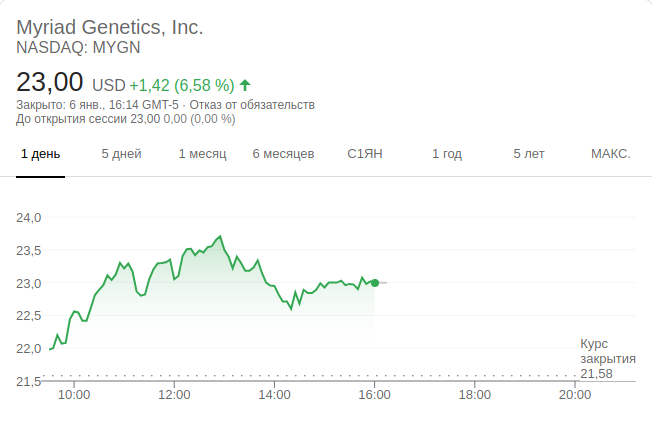 Myriad Genetics, Inc.
NASDAQ: MYGN
23,00 USD +1,42 (6,58 %)
Закрыто: 6 янв., 16:14 GMT-5 · Отказ от обязательств
До открытия сессии 23,00 0,00 (0,00 %)
1 день 5 дней 1 месяц 6 месяцев С1ЯН 1 год 5 лет МАКС.
24,0
23,5
23,0
22,5
22,0
Курс
закрытия
21,58
21,5
10:00 12:00 14:00 16:00 18:00 20:00